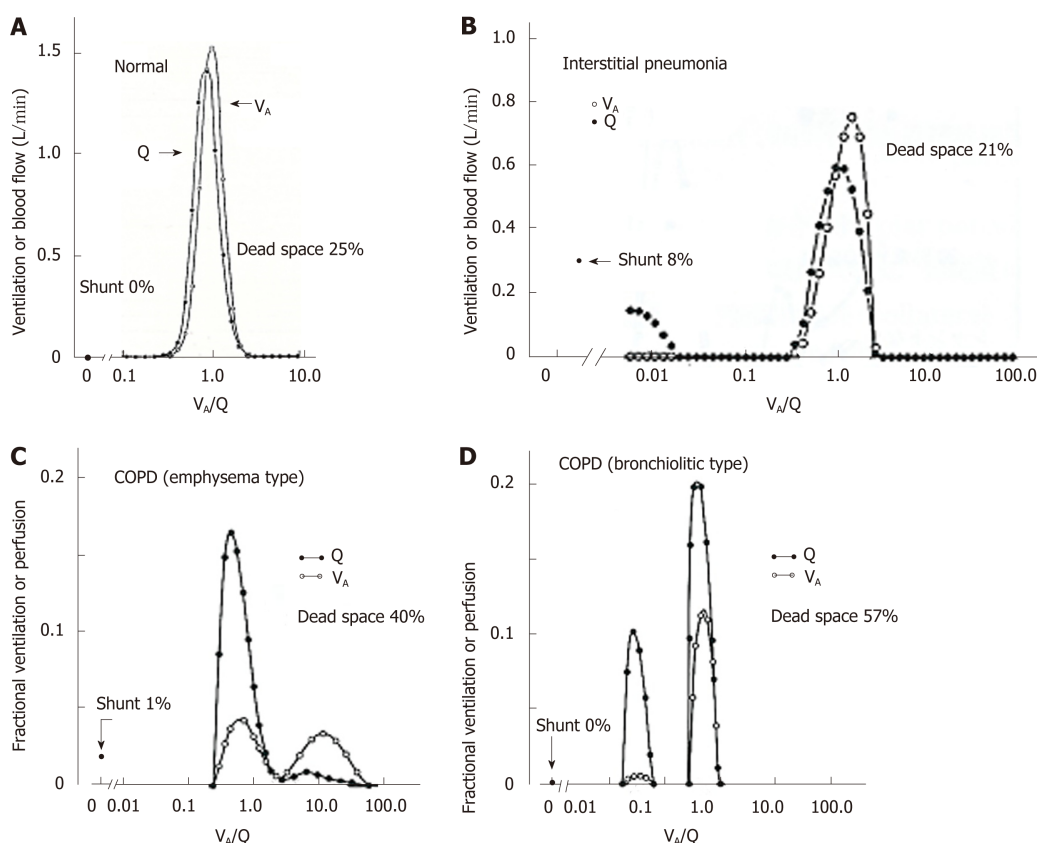 A
Normal
Ventilation or blood flow (L/min)
1.5
1.0
0.5
0
V_A
Q
Dead space 25%
Shunt 0%
0 0.1 1.0 10.0
V_A/Q
B
Interstitial pneumonia
Ventilation or blood flow (L/min)
1.0
0.8
0.6
0.4
0.2
0
V_A
Q
Dead space 21%
Shunt 8%
0 0.01 0.1 1.0 10.0 100.0
V_A/Q
C
COPD (emphysema type)
Fractional ventilation or perfusion
0.2
0.1
0
Q
V_A
Dead space 40%
Shunt 1%
0 0.01 0.1 1.0 10.0 100.0
V_A/Q
D
COPD (bronchiolitic type)
Fractional ventilation or perfusion
0.2
0.1
0
Q
V_A
Dead space 57%
Shunt 0%
0 0.01 0.1 1.0 10.0 100.0
V_A/Q